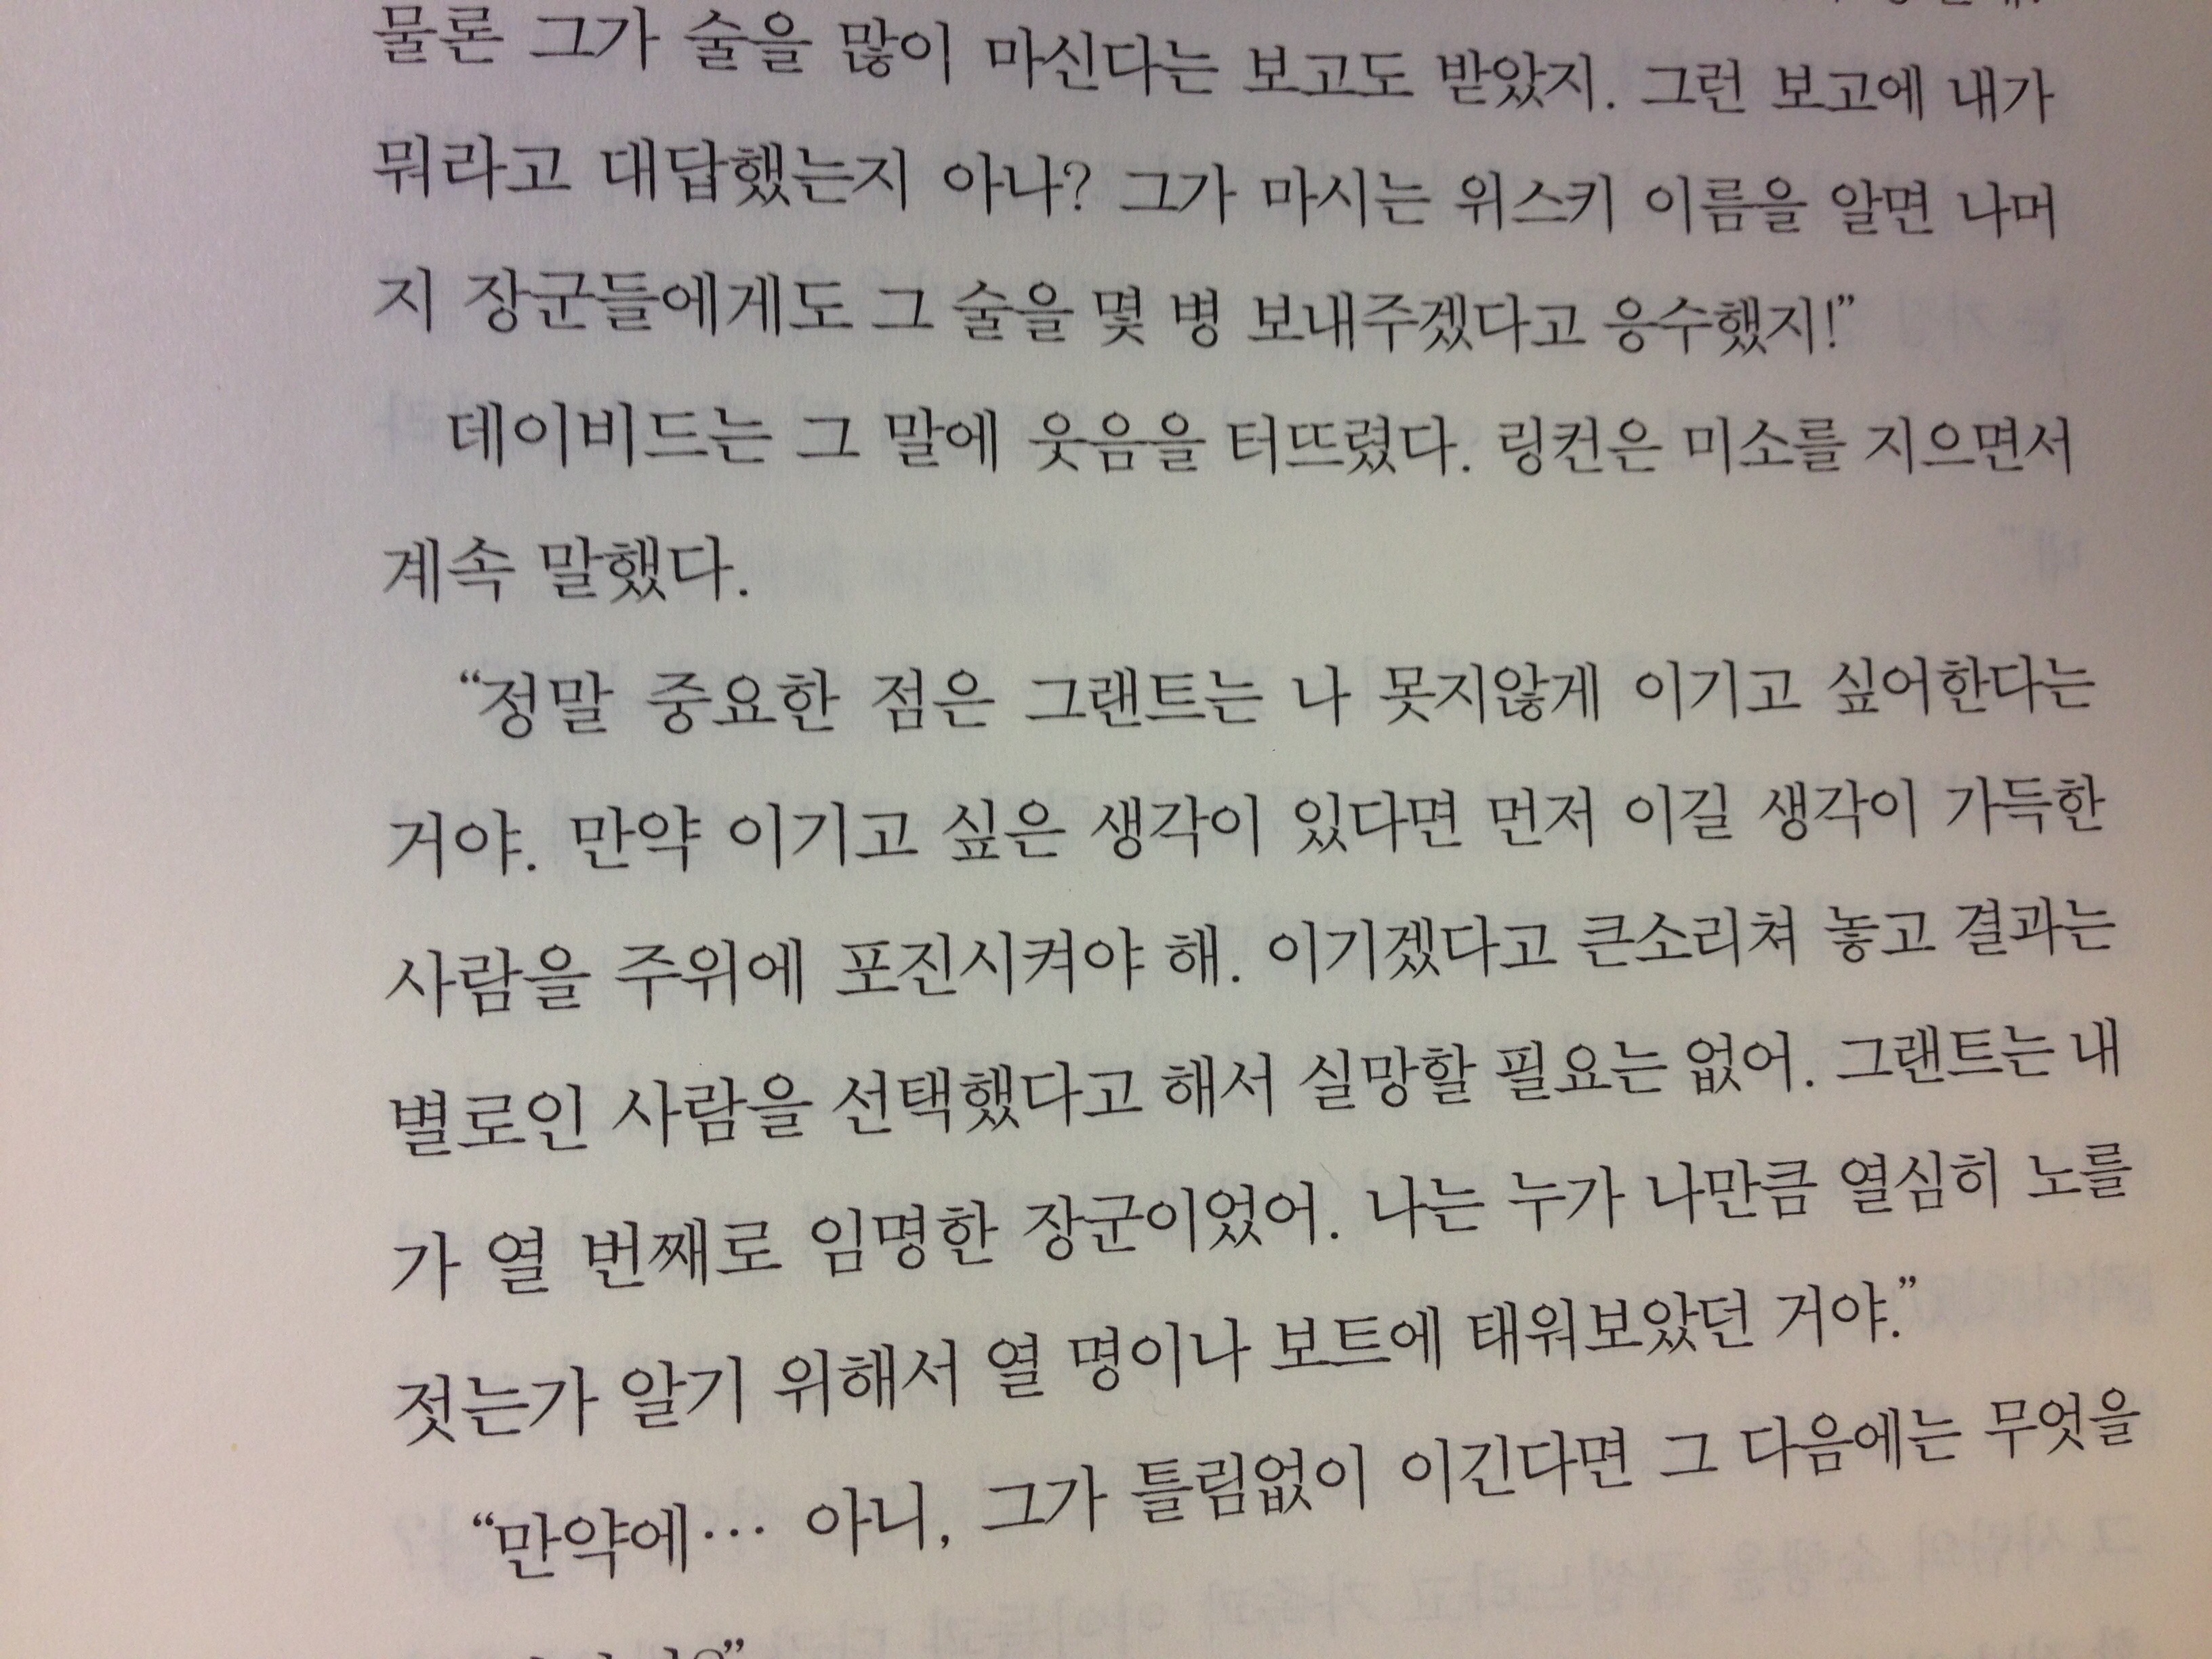 물론 그가 술을 많이 마신다는 보고도 받았지. 그런 보고에 내가
뭐라고 대답했는지 아나? 그가 마시는 위스키 이름을 알면 나머
지 장군들에게도 그 술을 몇 병 보내주겠다고 응수했지!”
데이비드는 그 말에 웃음을 터뜨렸다. 링컨은 미소를 지으면서
계속 말했다.
“정말 중요한 점은 그랜트는 나 못지않게 이기고 싶어한다는
거야. 만약 이기고 싶은 생각이 있다면 먼저 이길 생각이 가득한
사람을 주위에 포진시켜야 해. 이기겠다고 큰소리쳐 놓고 결과는
별로인 사람을 선택했다고 해서 실망할 필요는 없어. 그랜트는 내
가 열 번째로 임명한 장군이었어. 나는 누가 나만큼 열심히 노를
젓는가 알기 위해서 열 명이나 보트에 태워보았던 거야.”
“만약에… 아니, 그가 틀림없이 이긴다면 그 다음에는 무엇을